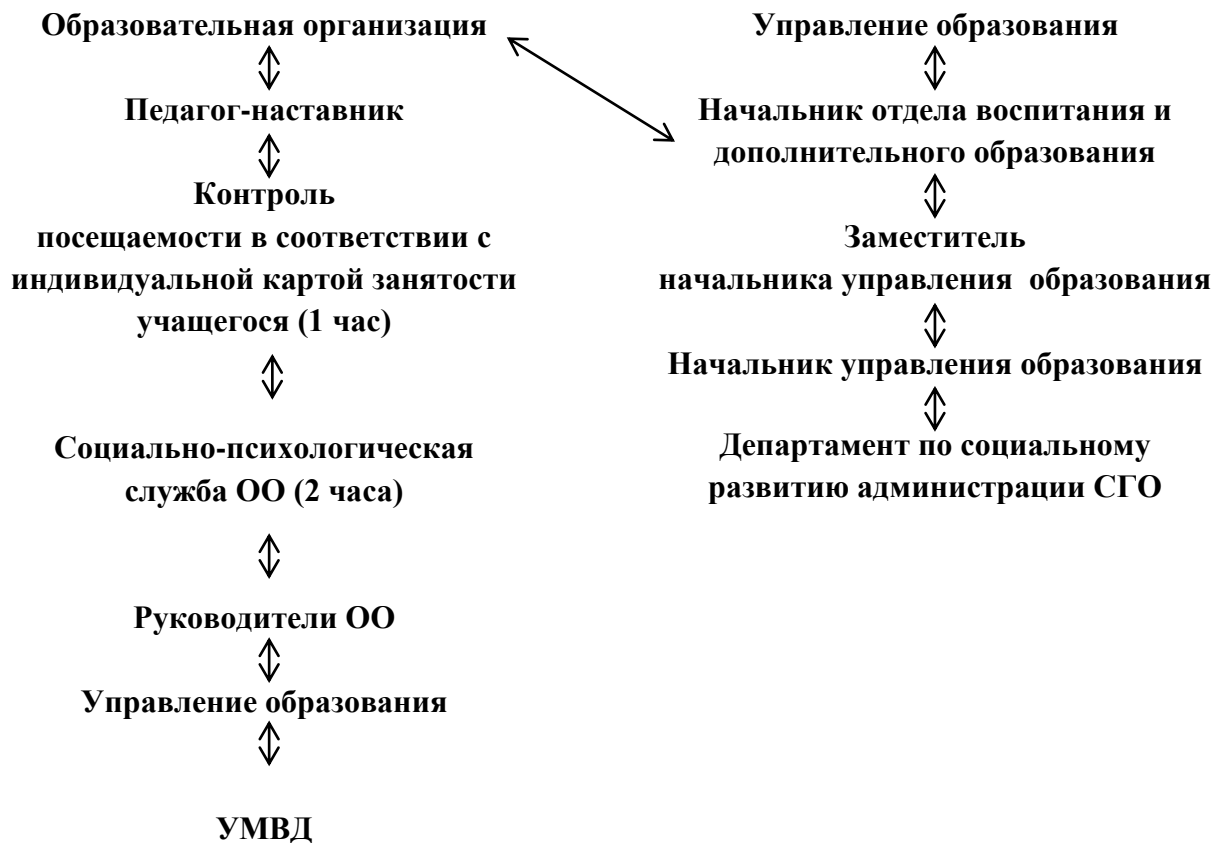 Образовательная организация
Педагог-наставник
Контроль
посещаемости в соответствии с
индивидуальной картой занятости
учащегося (1 час)
Социально-психологическая
служба ОО (2 часа)
Руководители ОО
Управление образования
УМВД
Управление образования
Начальник отдела воспитания и
дополнительного образования
Заместитель
начальника управления образования
Начальник управления образования
Департамент по социальному
развитию администрации СГО